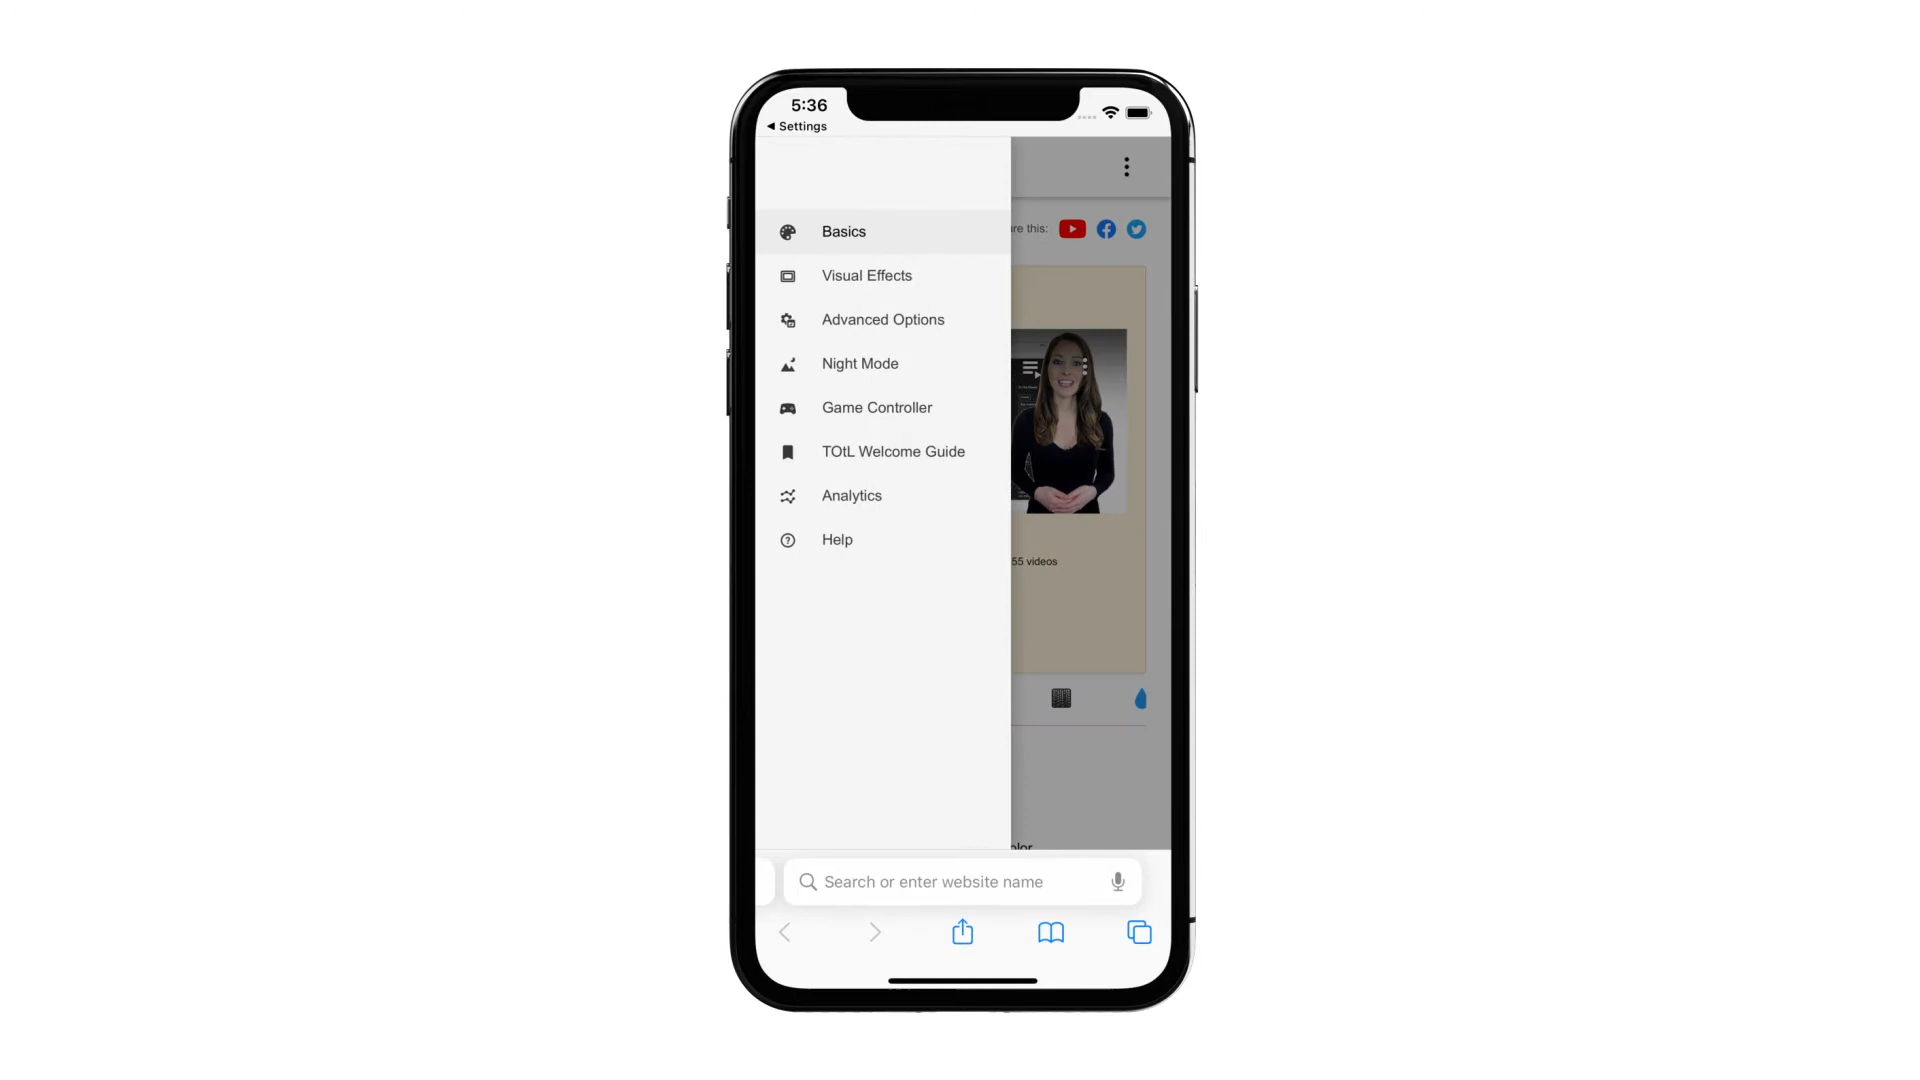 5:36
◀ Settings
Basics
Visual Effects
Advanced Options
Night Mode
Game Controller
TOtL Welcome Guide
Analytics
Help
re this:
55 videos
olor
Search or enter website name